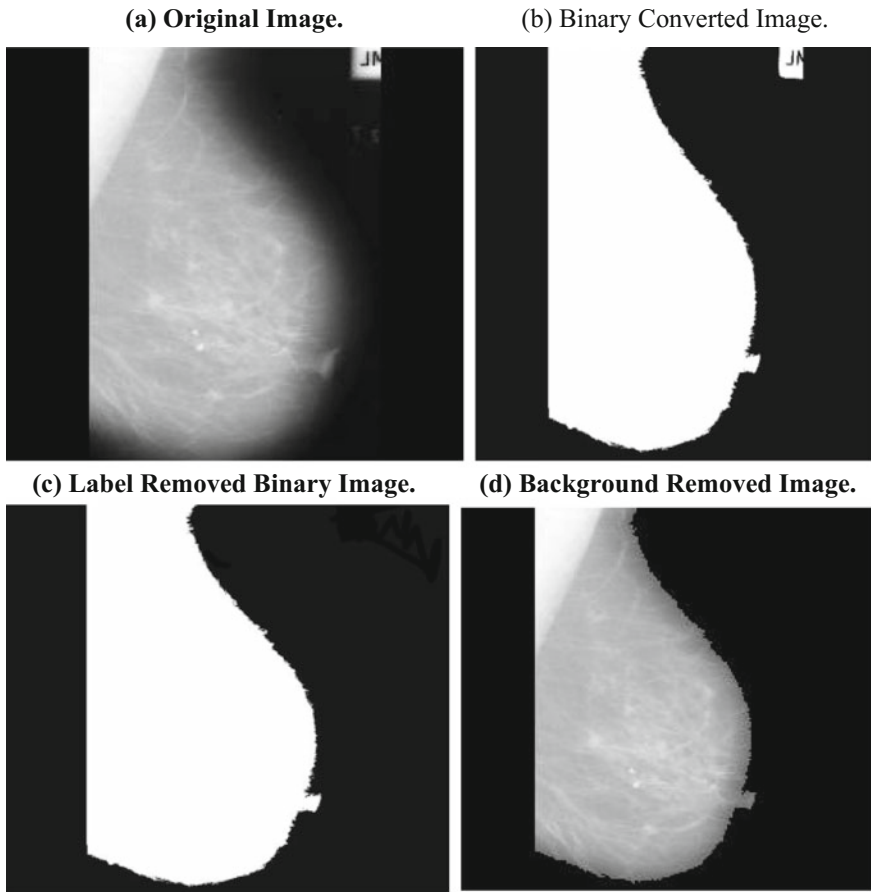 (a) Original Image.
(b) Binary Converted Image.
(c) Label Removed Binary Image.
(d) Background Removed Image.